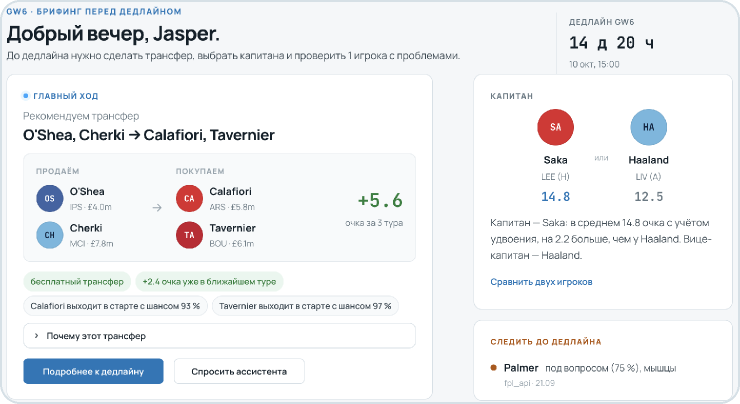 GW6 · БРИФИНГ ПЕРЕД ДЕДЛАЙНОМ
Добрый вечер, Jasper.
До дедлайна нужно сделать трансфер, выбрать капитана и проверить 1 игрока с проблемами.
ДЕДЛАЙН GW6
14 д 20 ч
10 окт, 15:00
ГЛАВНЫЙ ХОД
Рекомендуем трансфер
O'Shea, Cherki → Calafiori, Tavernier
ПРОДАЁМ
OS
O'Shea
IPS · £4.0m
CH
Cherki
MCI · £7.8m
→
ПОКУПАЕМ
CA
Calafiori
ARS · £5.8m
TA
Tavernier
BOU · £6.1m
+5.6
очка за 3 тура
бесплатный трансфер
+2.4 очка уже в ближайшем туре
Calafiori выходит в старте с шансом 93 %
Tavernier выходит в старте с шансом 97 %
› Почему этот трансфер
Подробнее к дедлайну
Спросить ассистента
КАПИТАН
SA
Saka
LEE (H)
14.8
или
HA
Haaland
LIV (A)
12.5
Капитан — Saka: в среднем 14.8 очка с учётом
удвоения, на 2.2 больше, чем у Haaland. Вице-
капитан — Haaland.
Сравнить двух игроков
СЛЕДИТЬ ДО ДЕДЛАЙНА
Palmer под вопросом (75 %), мышцы
fpl_api · 21.09